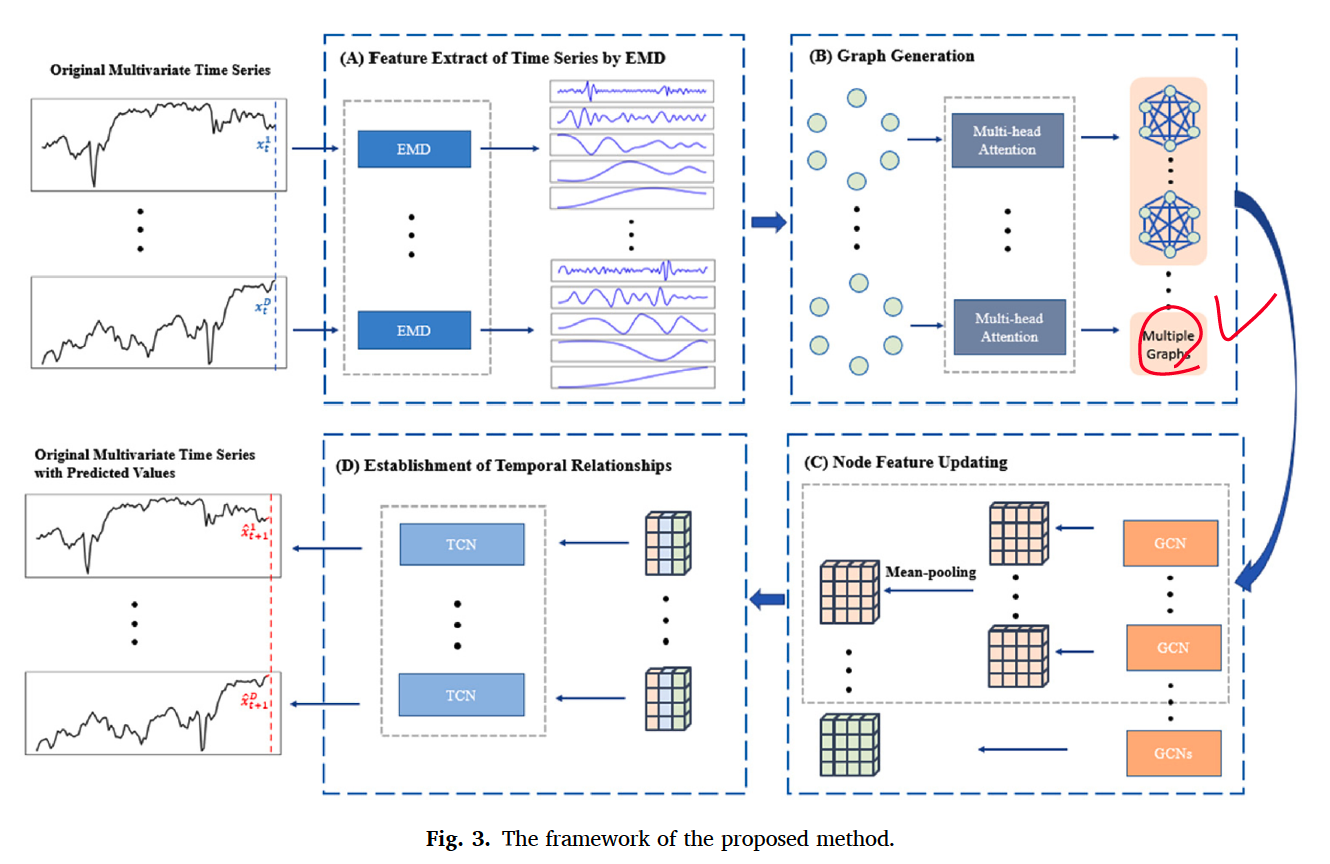 Original Multivariate Time Series
x_t^1
x_t^D
(A) Feature Extract of Time Series by EMD
EMD
EMD
(B) Graph Generation
Multi-head
Attention
Multi-head
Attention
Multiple
Graphs
(C) Node Feature Updating
GCN
Mean-pooling
GCN
GCNs
(D) Establishment of Temporal Relationships
TCN
TCN
Original Multivariate Time Series
with Predicted Values
x̂_{t+1}^1
x̂_{t+1}^D
Fig. 3. The framework of the proposed method.